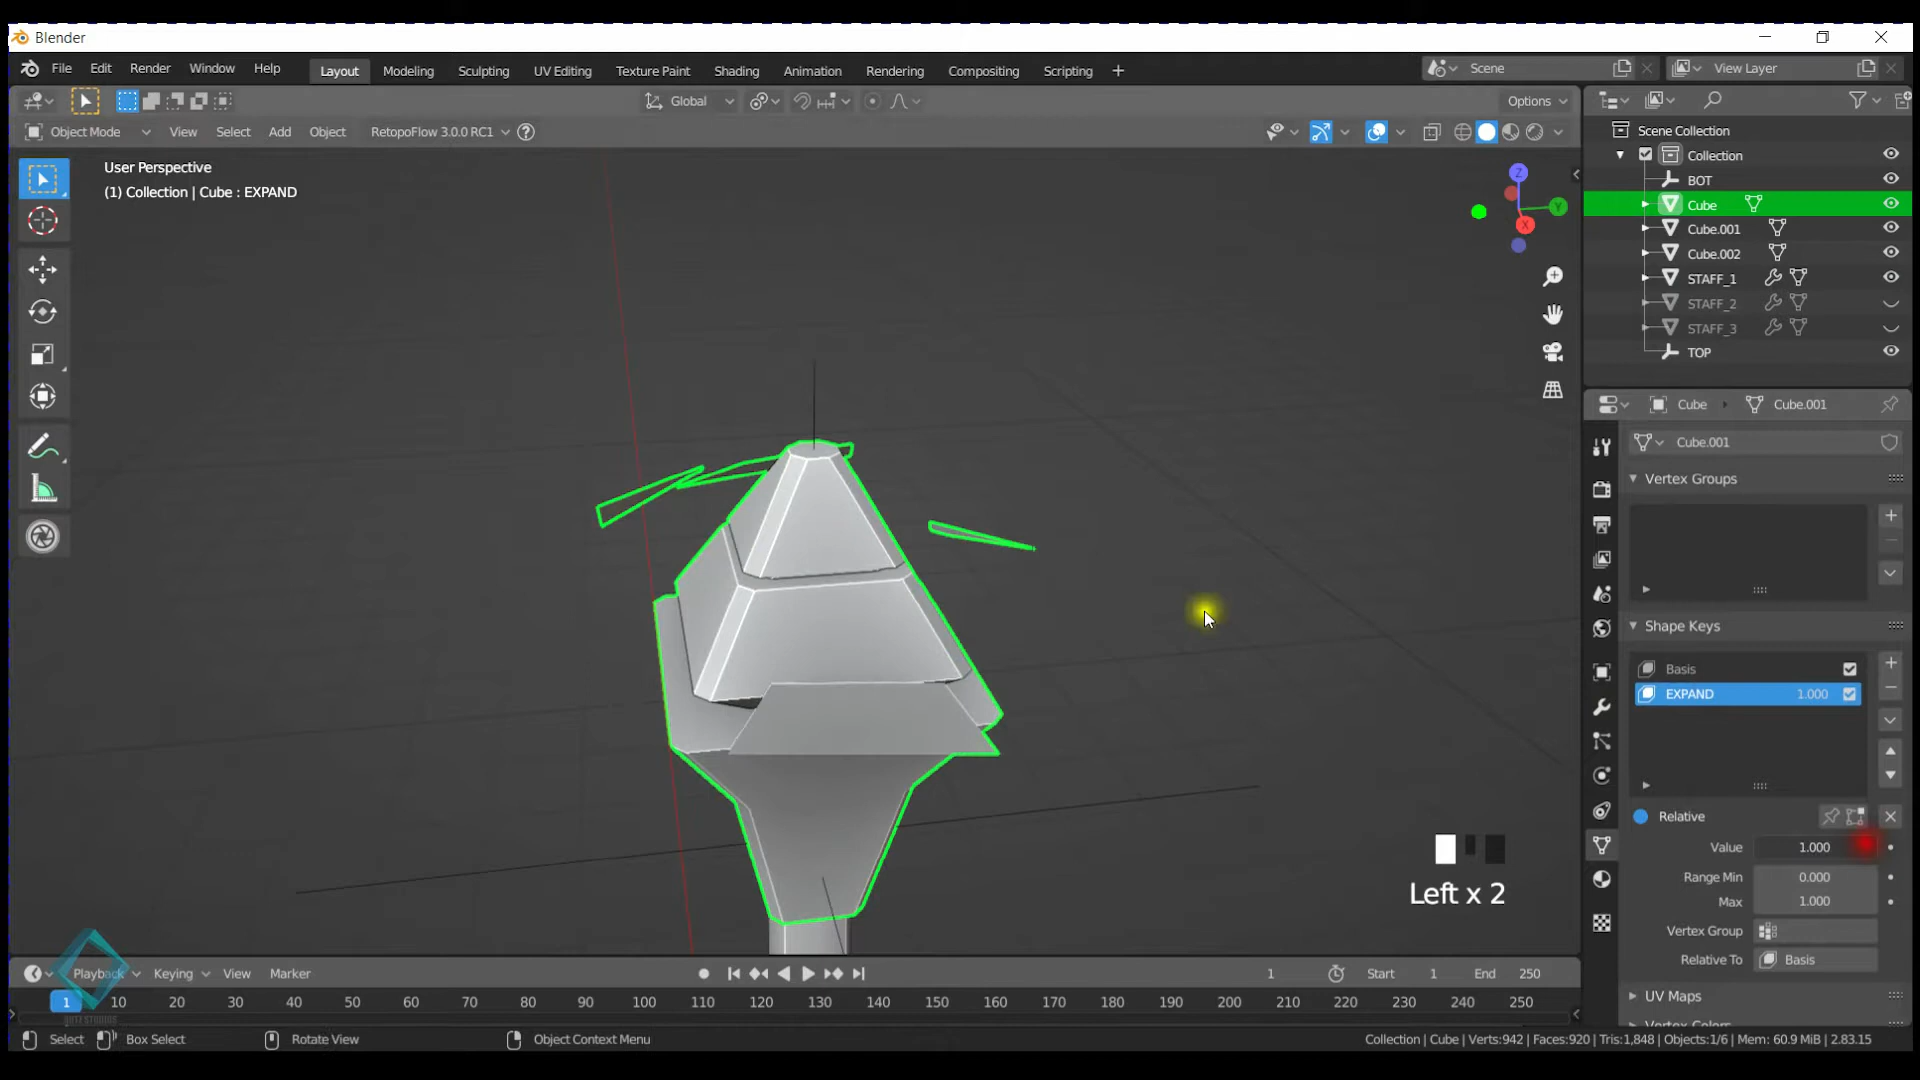 Blender
File Edit Render Window Help Layout Modeling Sculpting UV Editing Texture Paint Shading Animation Rendering Compositing Scripting + Scene View Layer
Global Options
Object Mode View Select Add Object RetopoFlow 3.0.0 RC1
User Perspective
(1) Collection | Cube : EXPAND
Z
Y
X
Scene Collection
Collection
BOT
Cube
Cube.001
Cube.002
STAFF_1
STAFF_2
STAFF_3
TOP
Cube Cube.001
Cube.001
Vertex Groups
Shape Keys
Basis
EXPAND 1.000
Relative
Value 1.000
Range Min 0.000
Max 1.000
Vertex Group
Relative To Basis
UV Maps
Vertex Colors
Left x 2
Playback Keying View Marker 1 Start 1 End 250
1 10 20 30 40 50 60 70 80 90 100 110 120 130 140 150 160 170 180 190 200 210 220 230 240 250
Select Box Select Rotate View Object Context Menu Collection | Cube | Verts:942 | Faces:920 | Tris:1,848 | Objects:1/6 | Mem: 60.9 MiB | 2.83.15